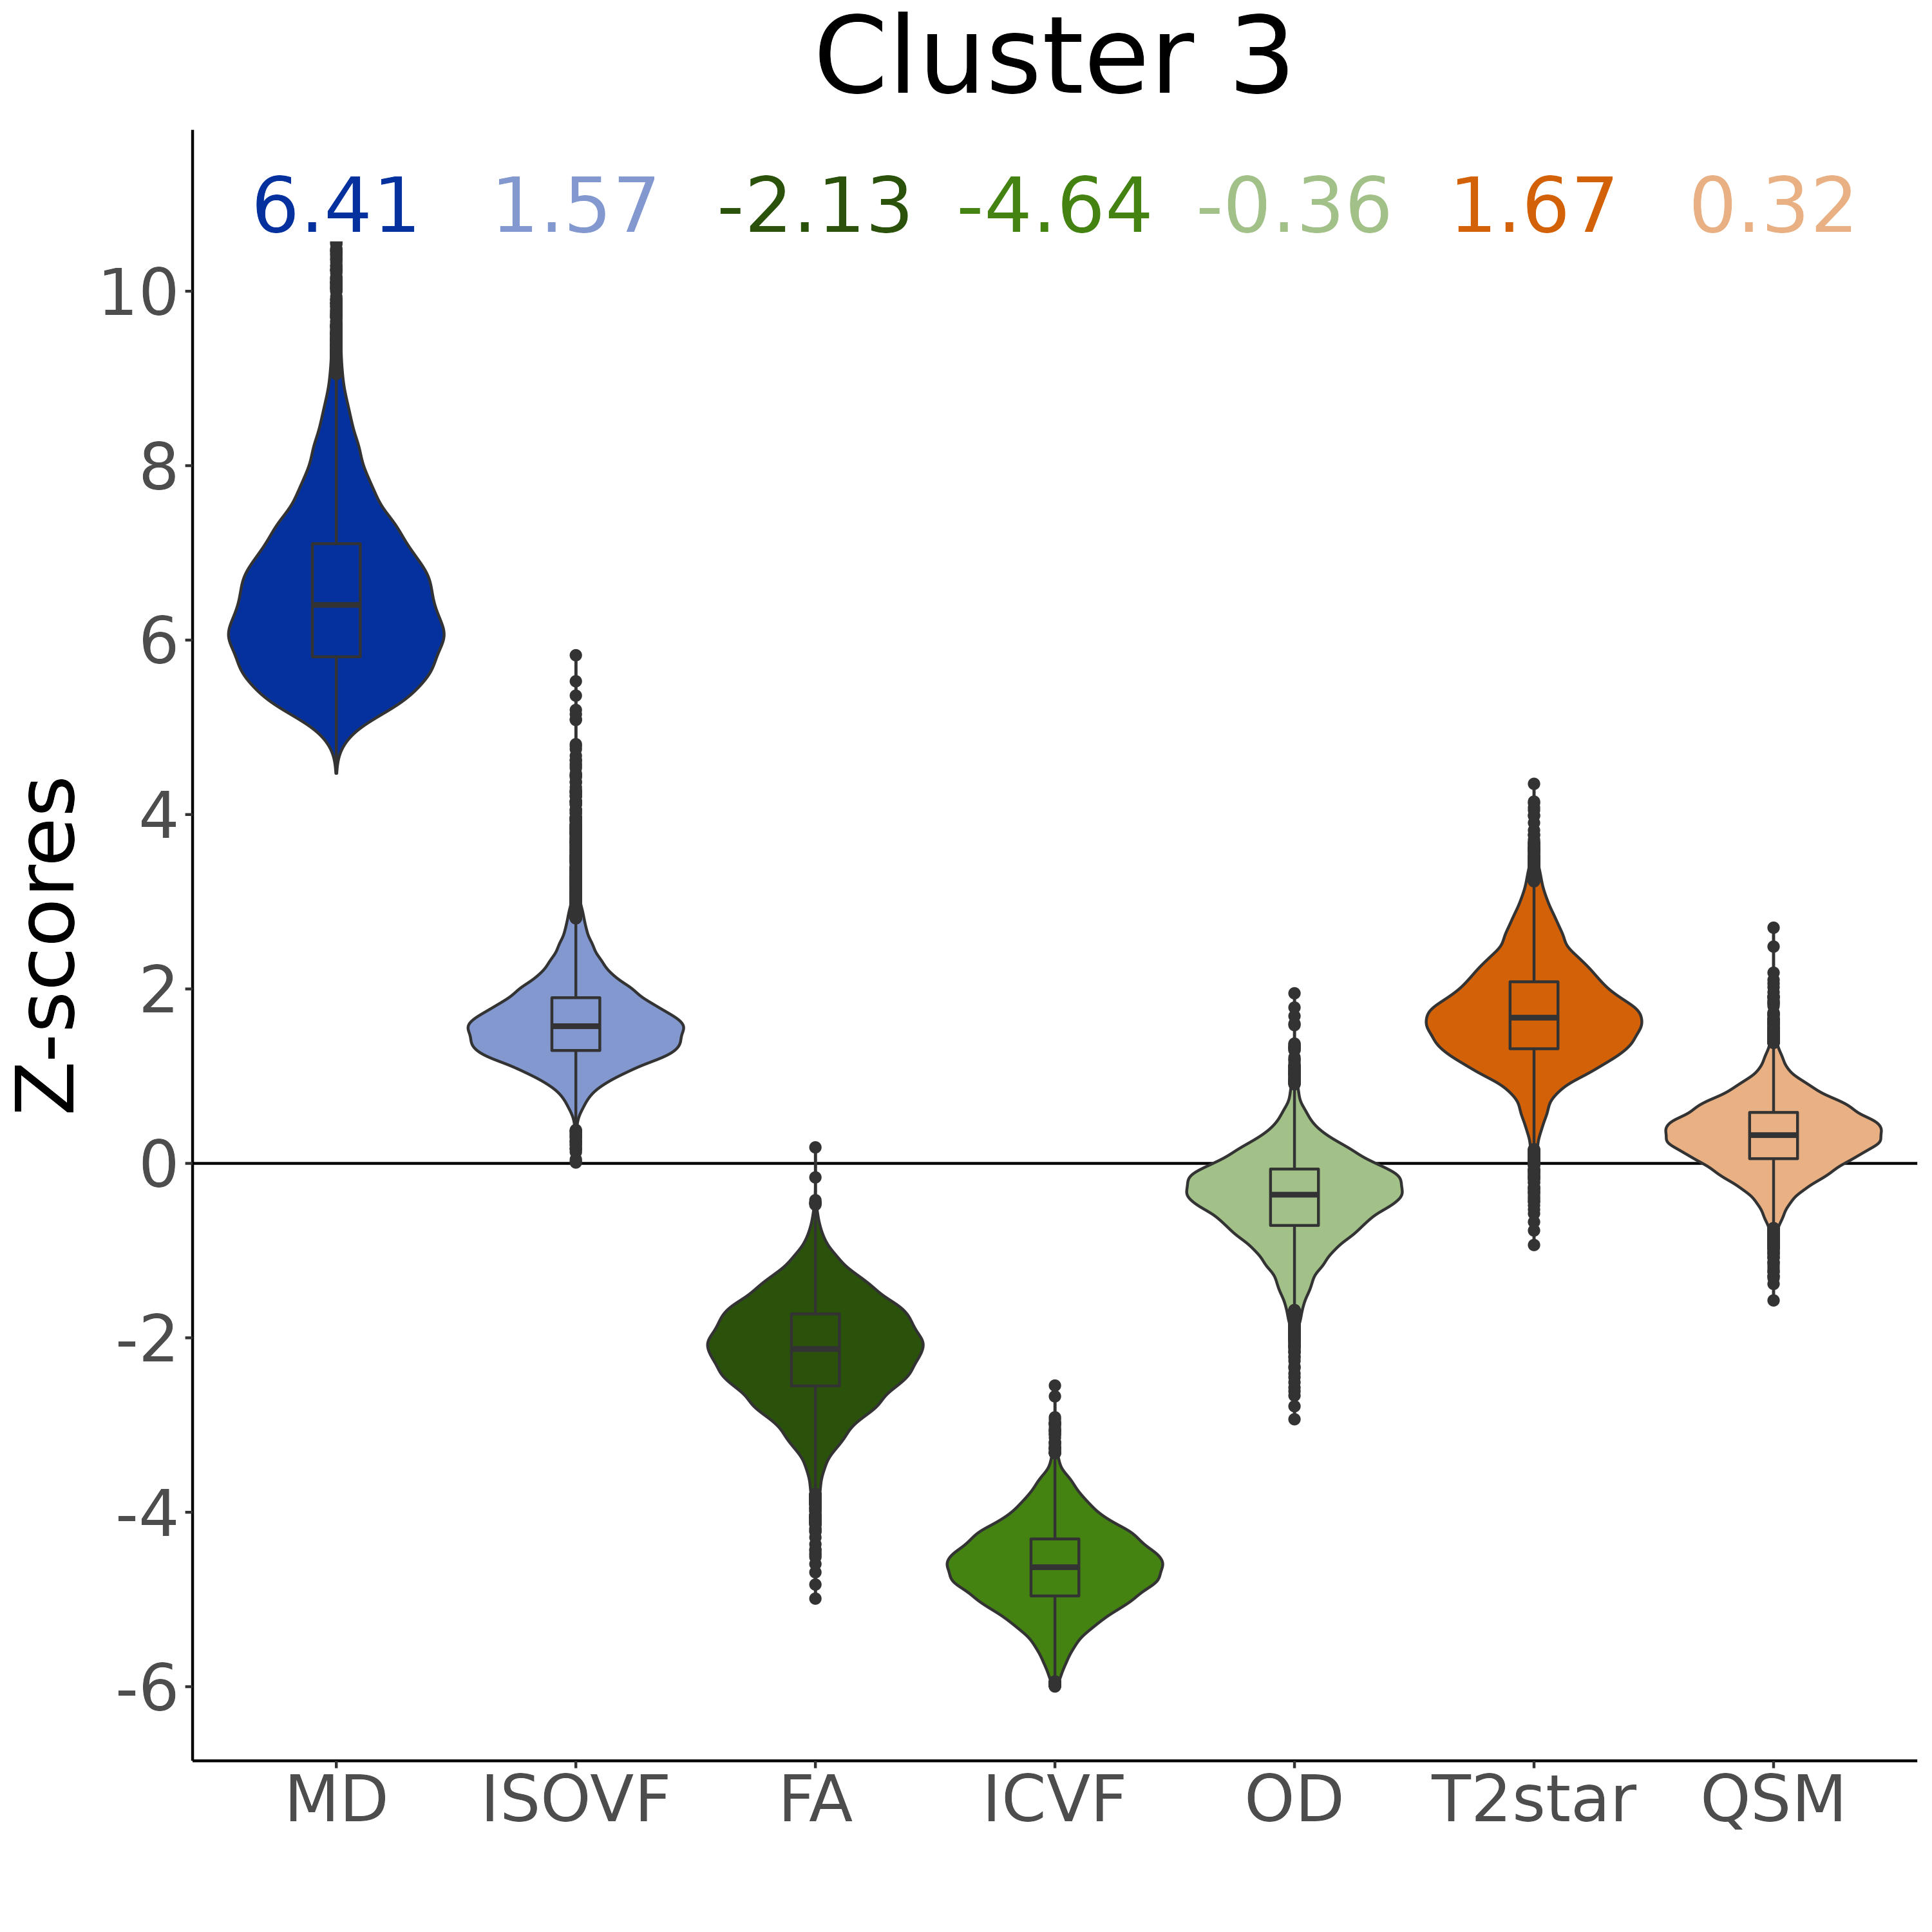 Cluster 3
6.41 1.57 -2.13 -4.64 -0.36 1.67 0.32
10
8
6
4
2
0
-2
-4
-6
Z-scores
MD ISOVF FA ICVF OD T2star QSM